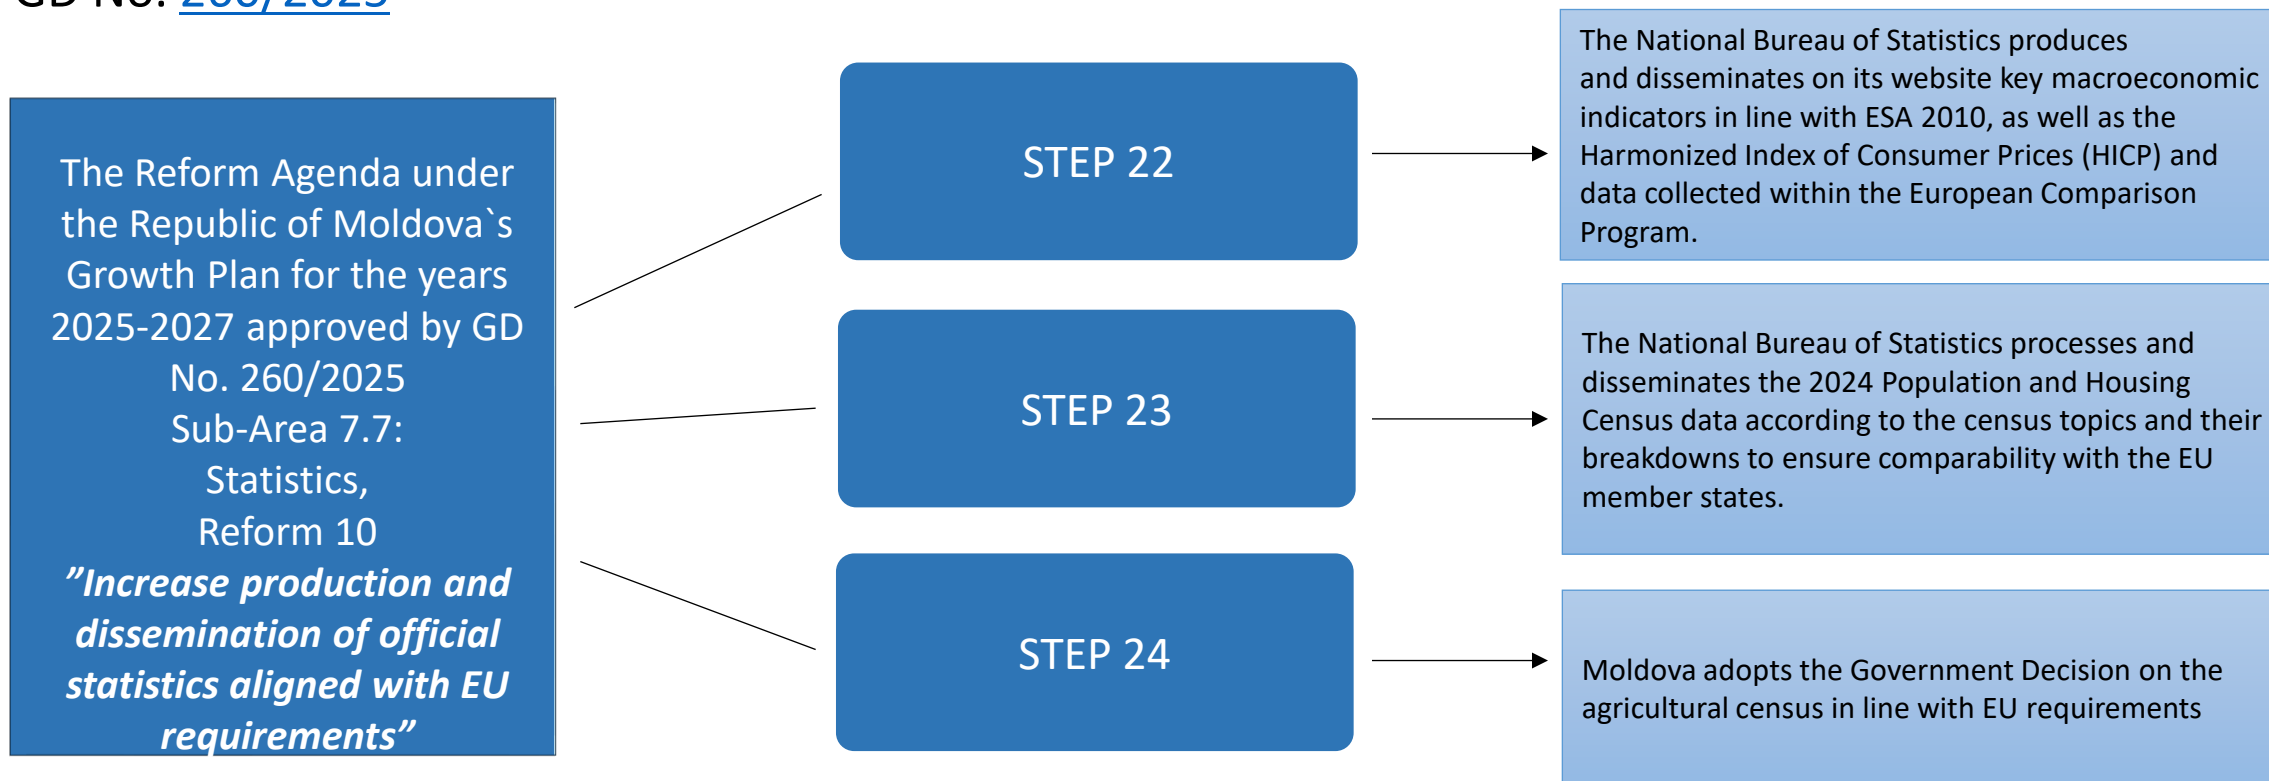 GD No. 260/2025
The Reform Agenda under
the Republic of Moldova`s
Growth Plan for the years
2025-2027 approved by GD
No. 260/2025
Sub-Area 7.7:
Statistics,
Reform 10
”Increase production and
dissemination of official
statistics aligned with EU
requirements”
STEP 22
The National Bureau of Statistics produces
and disseminates on its website key macroeconomic
indicators in line with ESA 2010, as well as the
Harmonized Index of Consumer Prices (HICP) and
data collected within the European Comparison
Program.
STEP 23
The National Bureau of Statistics processes and
disseminates the 2024 Population and Housing
Census data according to the census topics and their
breakdowns to ensure comparability with the EU
member states.
STEP 24
Moldova adopts the Government Decision on the
agricultural census in line with EU requirements